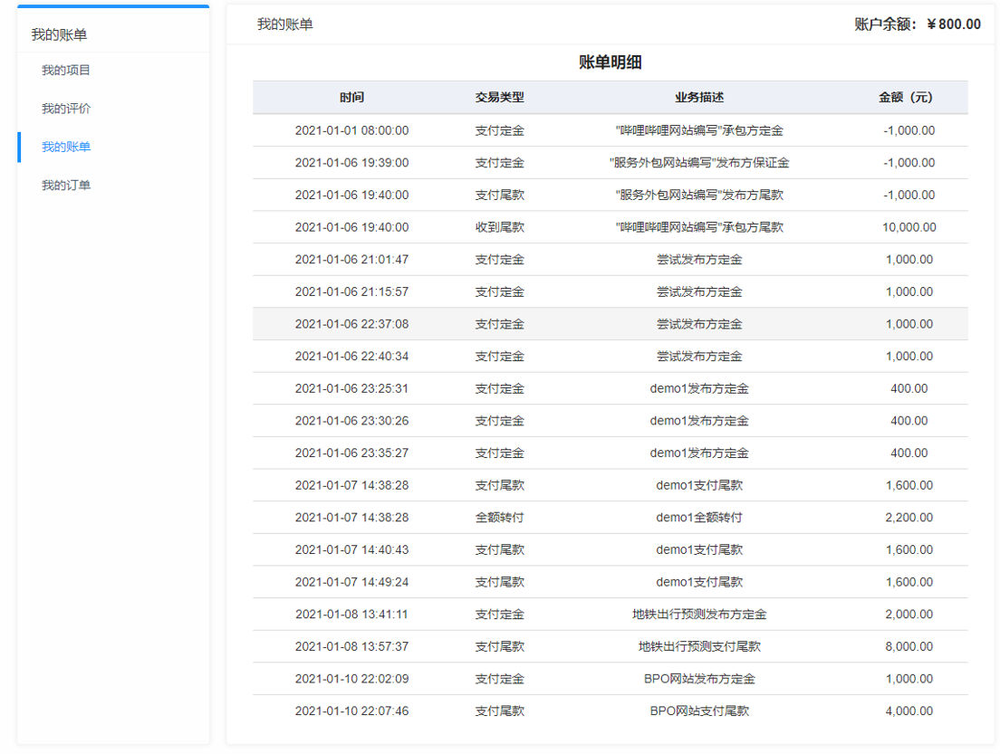 我的账单
我的项目
我的评价
我的账单
我的订单
我的账单 账户余额：￥800.00
账单明细
时间 交易类型 业务描述 金额（元）
2021-01-01 08:00:00 支付定金 "哔哩哔哩网站编写"承包方定金 -1,000.00
2021-01-06 19:39:00 支付定金 "服务外包网站编写"发布方保证金 -1,000.00
2021-01-06 19:40:00 支付尾款 "服务外包网站编写"发布方尾款 -1,000.00
2021-01-06 19:40:00 收到尾款 "哔哩哔哩网站编写"承包方尾款 10,000.00
2021-01-06 21:01:47 支付定金 尝试发布方定金 1,000.00
2021-01-06 21:15:57 支付定金 尝试发布方定金 1,000.00
2021-01-06 22:37:08 支付定金 尝试发布方定金 1,000.00
2021-01-06 22:40:34 支付定金 尝试发布方定金 1,000.00
2021-01-06 23:25:31 支付定金 demo1发布方定金 400.00
2021-01-06 23:30:26 支付定金 demo1发布方定金 400.00
2021-01-06 23:35:27 支付定金 demo1发布方定金 400.00
2021-01-07 14:38:28 支付尾款 demo1支付尾款 1,600.00
2021-01-07 14:38:28 全额转付 demo1全额转付 2,200.00
2021-01-07 14:40:43 支付尾款 demo1支付尾款 1,600.00
2021-01-07 14:49:24 支付尾款 demo1支付尾款 1,600.00
2021-01-08 13:41:11 支付定金 地铁出行预测发布方定金 2,000.00
2021-01-08 13:57:37 支付尾款 地铁出行预测支付尾款 8,000.00
2021-01-10 22:02:09 支付定金 BPO网站发布方定金 1,000.00
2021-01-10 22:07:46 支付尾款 BPO网站支付尾款 4,000.00